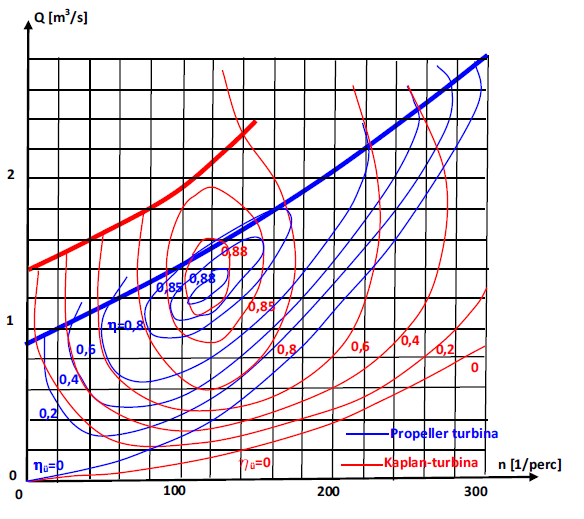 Q [m³/s]
2
0,88
0,85
0,88
1
η=0,8
0,85
0,6
0,8
0,6
0,4
0,2
0,4
0
0,2
Propeller turbina
ηü=0
ηü=0
Kaplan-turbina
n [1/perc]
0
0
100
200
300